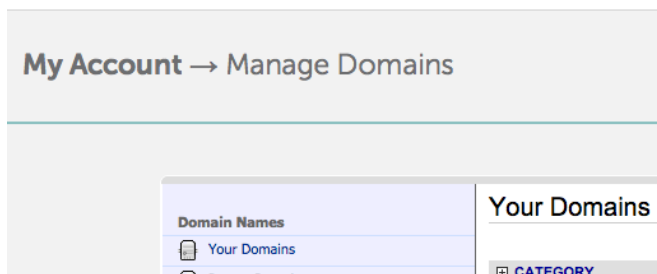 My Account → Manage Domains
Your Domains
Domain Names
Your Domains
CATEGORY